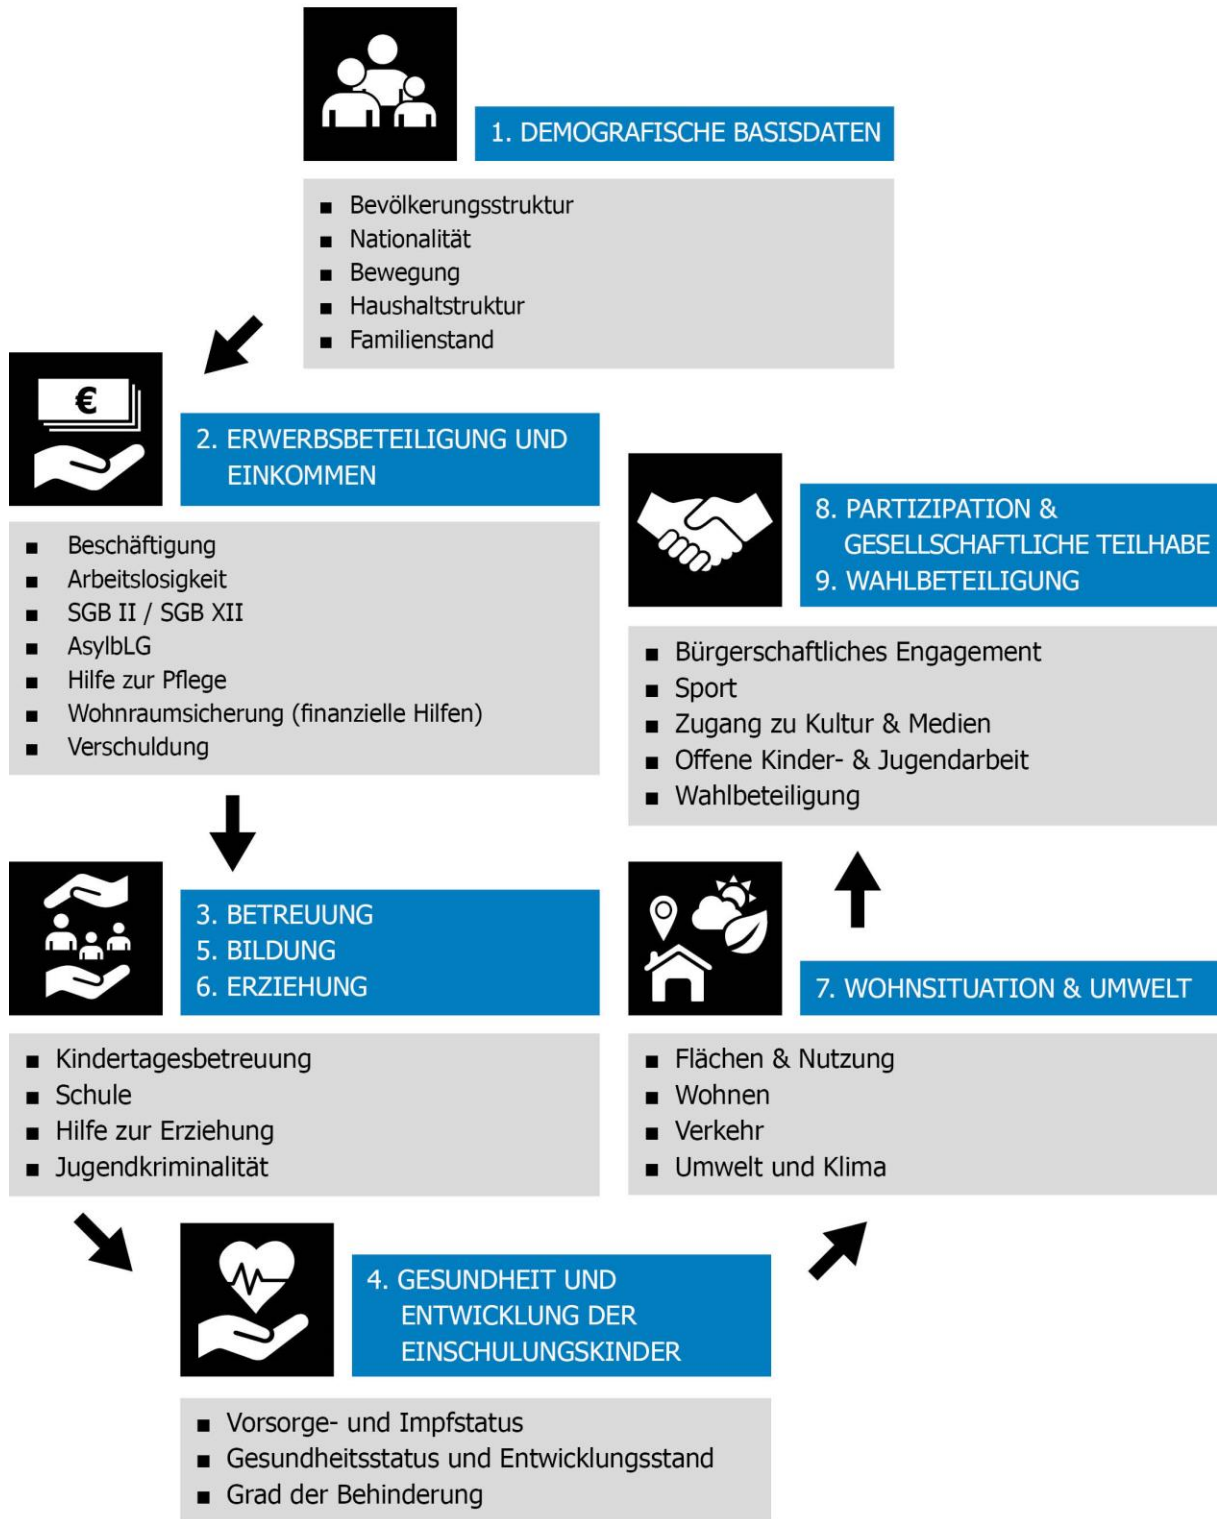 1. DEMOGRAFISCHE BASISDATEN
■ Bevölkerungsstruktur
■ Nationalität
■ Bewegung
■ Haushaltstruktur
■ Familienstand
€
2. ERWERBSBETEILIGUNG UND
EINKOMMEN
■ Beschäftigung
■ Arbeitslosigkeit
■ SGB II / SGB XII
■ AsylbLG
■ Hilfe zur Pflege
■ Wohnraumsicherung (finanzielle Hilfen)
■ Verschuldung
3. BETREUUNG
5. BILDUNG
6. ERZIEHUNG
■ Kindertagesbetreuung
■ Schule
■ Hilfe zur Erziehung
■ Jugendkriminalität
4. GESUNDHEIT UND
ENTWICKLUNG DER
EINSCHULUNGSKINDER
■ Vorsorge- und Impfstatus
■ Gesundheitsstatus und Entwicklungsstand
■ Grad der Behinderung
7. WOHNSITUATION & UMWELT
■ Flächen & Nutzung
■ Wohnen
■ Verkehr
■ Umwelt und Klima
8. PARTIZIPATION &
GESELLSCHAFTLICHE TEILHABE
9. WAHLBETEILIGUNG
■ Bürgerschaftliches Engagement
■ Sport
■ Zugang zu Kultur & Medien
■ Offene Kinder- & Jugendarbeit
■ Wahlbeteiligung